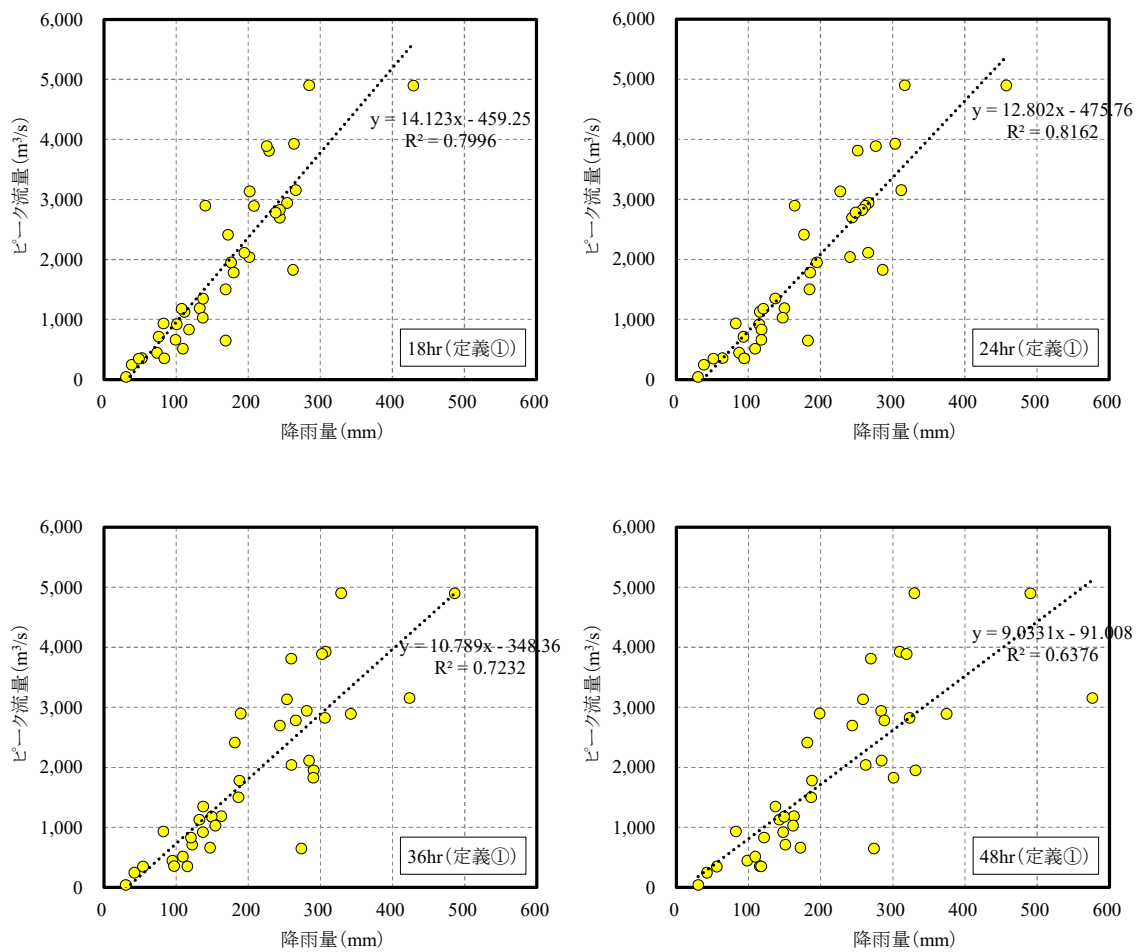 6,000
5,000
4,000
3,000
2,000
1,000
0
ピーク流量(m³/s)
y = 14.123x - 459.25
R² = 0.7996
18hr(定義①)
0 100 200 300 400 500 600
降雨量(mm)
6,000
5,000
4,000
3,000
2,000
1,000
0
ピーク流量(m³/s)
y = 12.802x - 475.76
R² = 0.8162
24hr(定義①)
0 100 200 300 400 500 600
降雨量(mm)
6,000
5,000
4,000
3,000
2,000
1,000
0
ピーク流量(m³/s)
y = 10.789x - 348.36
R² = 0.7232
36hr(定義①)
0 100 200 300 400 500 600
降雨量(mm)
6,000
5,000
4,000
3,000
2,000
1,000
0
ピーク流量(m³/s)
y = 9.0331x - 91.008
R² = 0.6376
48hr(定義①)
0 100 200 300 400 500 600
降雨量(mm)